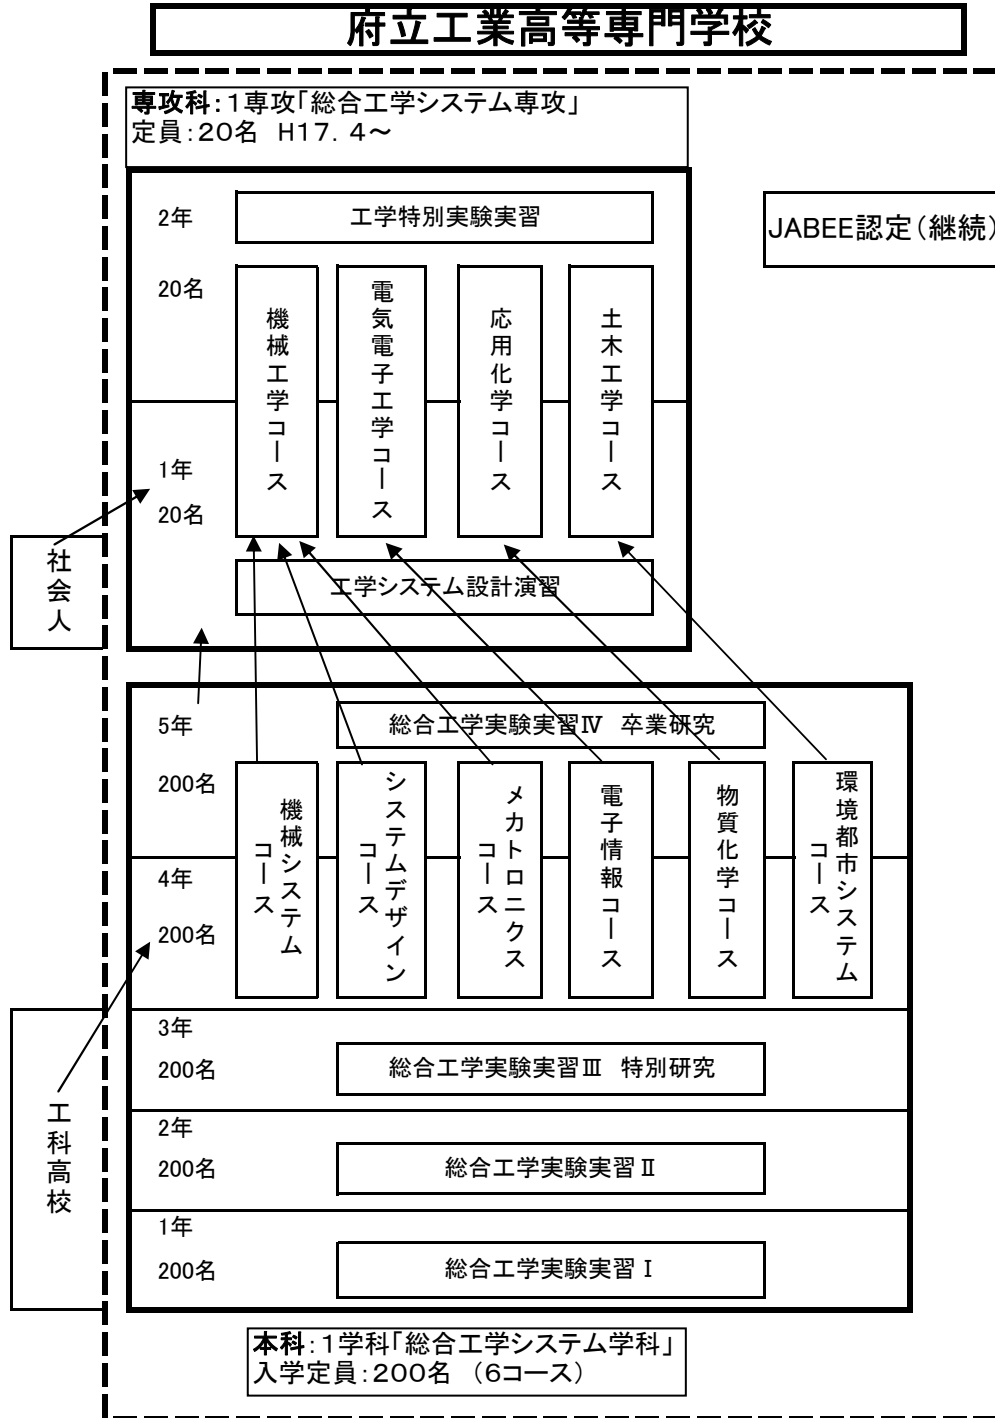 府立工業高等専門学校
専攻科：１専攻「総合工学システム専攻」
定員：２０名　Ｈ１７．４～
2年
工学特別実験実習
JABEE認定（継続）
20名
機械工学コース
電気電子工学コース
応用化学コース
土木工学コース
1年
20名
社会人
工学システム設計演習
5年
総合工学実験実習Ⅳ　卒業研究
200名
機械システム
コース
システムデザイン
コース
メカトロニクス
コース
電子情報コース
物質化学コース
環境都市システム
コース
4年
200名
工科高校
3年
200名
総合工学実験実習Ⅲ　特別研究
2年
200名
総合工学実験実習Ⅱ
1年
200名
総合工学実験実習Ⅰ
本科：１学科「総合工学システム学科」
入学定員：２００名　（６コース）